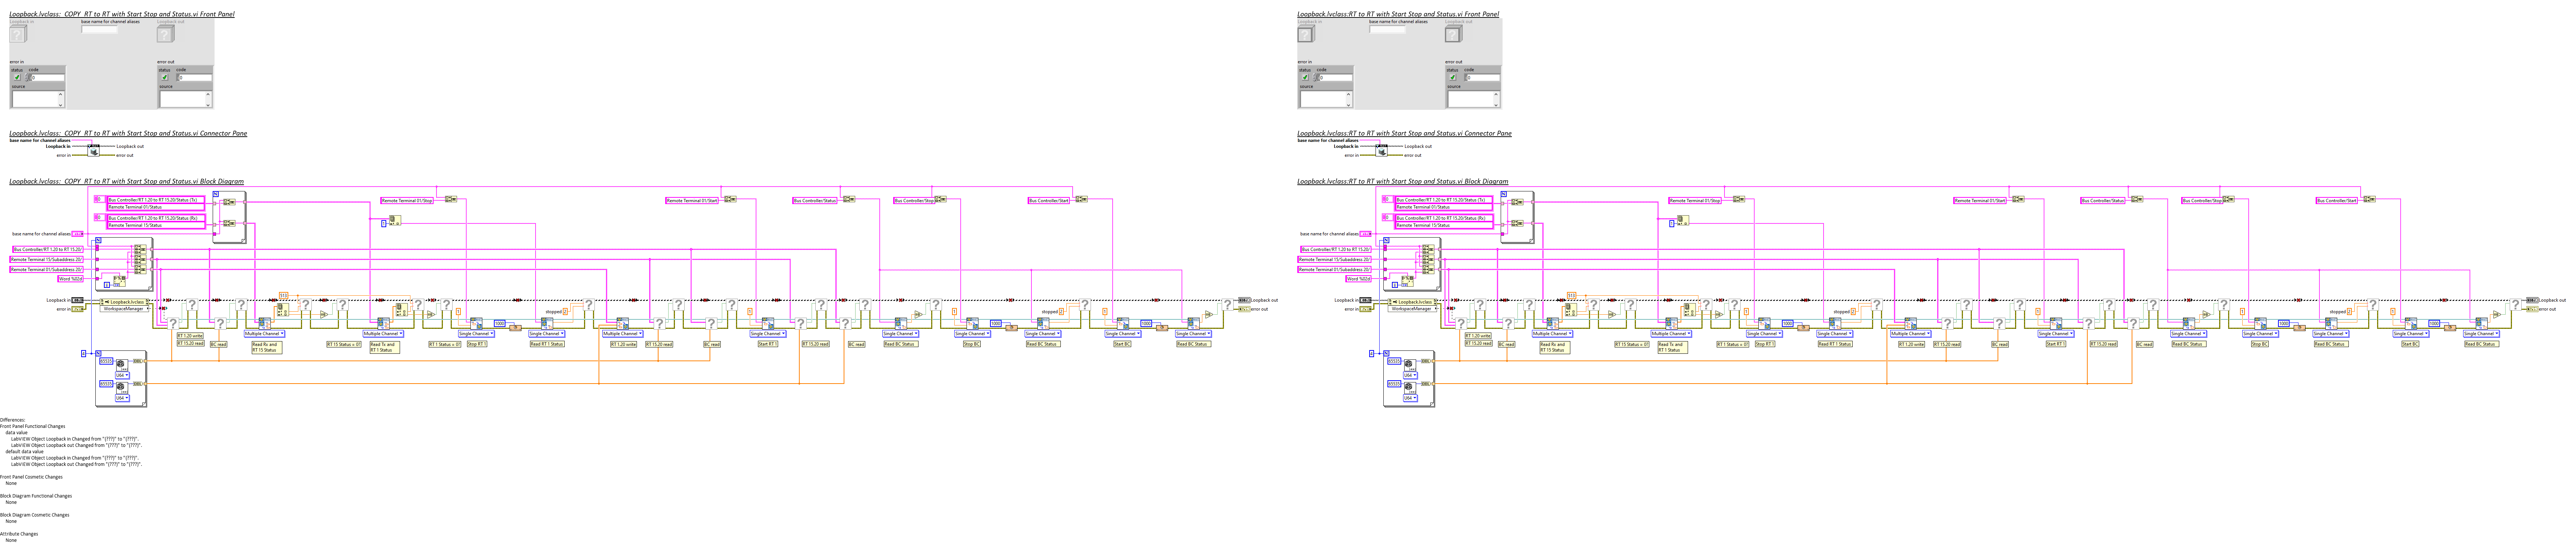 Loopback.lvclass:  COPY  RT to RT with Start Stop and Status.vi Front Panel
Loopback in
base name for channel aliases
Loopback out
error in
error out
status code
status code
source
source
Loopback.lvclass:  COPY  RT to RT with Start Stop and Status.vi Connector Pane
base name for channel aliases
Loopback in
Loopback out
error in
error out
Loopback.lvclass:  COPY  RT to RT with Start Stop and Status.vi Block Diagram
Bus Controller/RT 1.20 to RT 15.20/Status (Tx)
Remote Terminal 01/Status
Bus Controller/RT 1.20 to RT 15.20/Status (Rx)
Remote Terminal 15/Status
Remote Terminal 01/Stop
Remote Terminal 01/Start
Bus Controller/Status
Bus Controller/Stop
Bus Controller/Start
base name for channel aliases
Bus Controller/RT 1.20 to RT 15.20/
Remote Terminal 15/Subaddress 20/
Remote Terminal 01/Subaddress 20/
Word %02d
Loopback in
Loopback.lvclass
Loopback out
error in
WorkspaceManager
error out
stopped
stopped
1000
1000
1000
RT 1.20 write
RT 15.20 read
BC read
Multiple Channel
Read Rx and
RT 15 Status
RT 15 Status = 0?
Multiple Channel
Read Tx and
RT 1 Status
RT 1 Status = 0?
Single Channel
Stop RT 1
Single Channel
Read RT 1 Status
Multiple Channel
RT 1.20 write
RT 15.20 read
BC read
Single Channel
Start RT 1
RT 15.20 read
BC read
Single Channel
Read BC Status
Single Channel
Stop BC
Single Channel
Read BC Status
Single Channel
Start BC
Single Channel
Read BC Status
65535
U64
65535
U64
Differences:
Front Panel Functional Changes
data value
LabVIEW Object Loopback in Changed from "(???)" to "(???)".
LabVIEW Object Loopback out Changed from "(???)" to "(???)".
default data value
LabVIEW Object Loopback in Changed from "(???)" to "(???)".
LabVIEW Object Loopback out Changed from "(???)" to "(???)".
Front Panel Cosmetic Changes
None
Block Diagram Functional Changes
None
Block Diagram Cosmetic Changes
None
Attribute Changes
None
Loopback.lvclass:RT to RT with Start Stop and Status.vi Front Panel
Loopback in
base name for channel aliases
Loopback out
error in
error out
status code
status code
source
source
Loopback.lvclass:RT to RT with Start Stop and Status.vi Connector Pane
base name for channel aliases
Loopback in
Loopback out
error in
error out
Loopback.lvclass:RT to RT with Start Stop and Status.vi Block Diagram
Bus Controller/RT 1.20 to RT 15.20/Status (Tx)
Remote Terminal 01/Status
Bus Controller/RT 1.20 to RT 15.20/Status (Rx)
Remote Terminal 15/Status
Remote Terminal 01/Stop
Remote Terminal 01/Start
Bus Controller/Status
Bus Controller/Stop
Bus Controller/Start
base name for channel aliases
Bus Controller/RT 1.20 to RT 15.20/
Remote Terminal 15/Subaddress 20/
Remote Terminal 01/Subaddress 20/
Word %02d
Loopback in
Loopback.lvclass
Loopback out
error in
WorkspaceManager
error out
stopped
stopped
1000
1000
1000
RT 1.20 write
RT 15.20 read
BC read
Multiple Channel
Read Rx and
RT 15 Status
RT 15 Status = 0?
Multiple Channel
Read Tx and
RT 1 Status
RT 1 Status = 0?
Single Channel
Stop RT 1
Single Channel
Read RT 1 Status
Multiple Channel
RT 1.20 write
RT 15.20 read
BC read
Single Channel
Start RT 1
RT 15.20 read
BC read
Single Channel
Read BC Status
Single Channel
Stop BC
Single Channel
Read BC Status
Single Channel
Start BC
Single Channel
Read BC Status
65535
U64
65535
U64